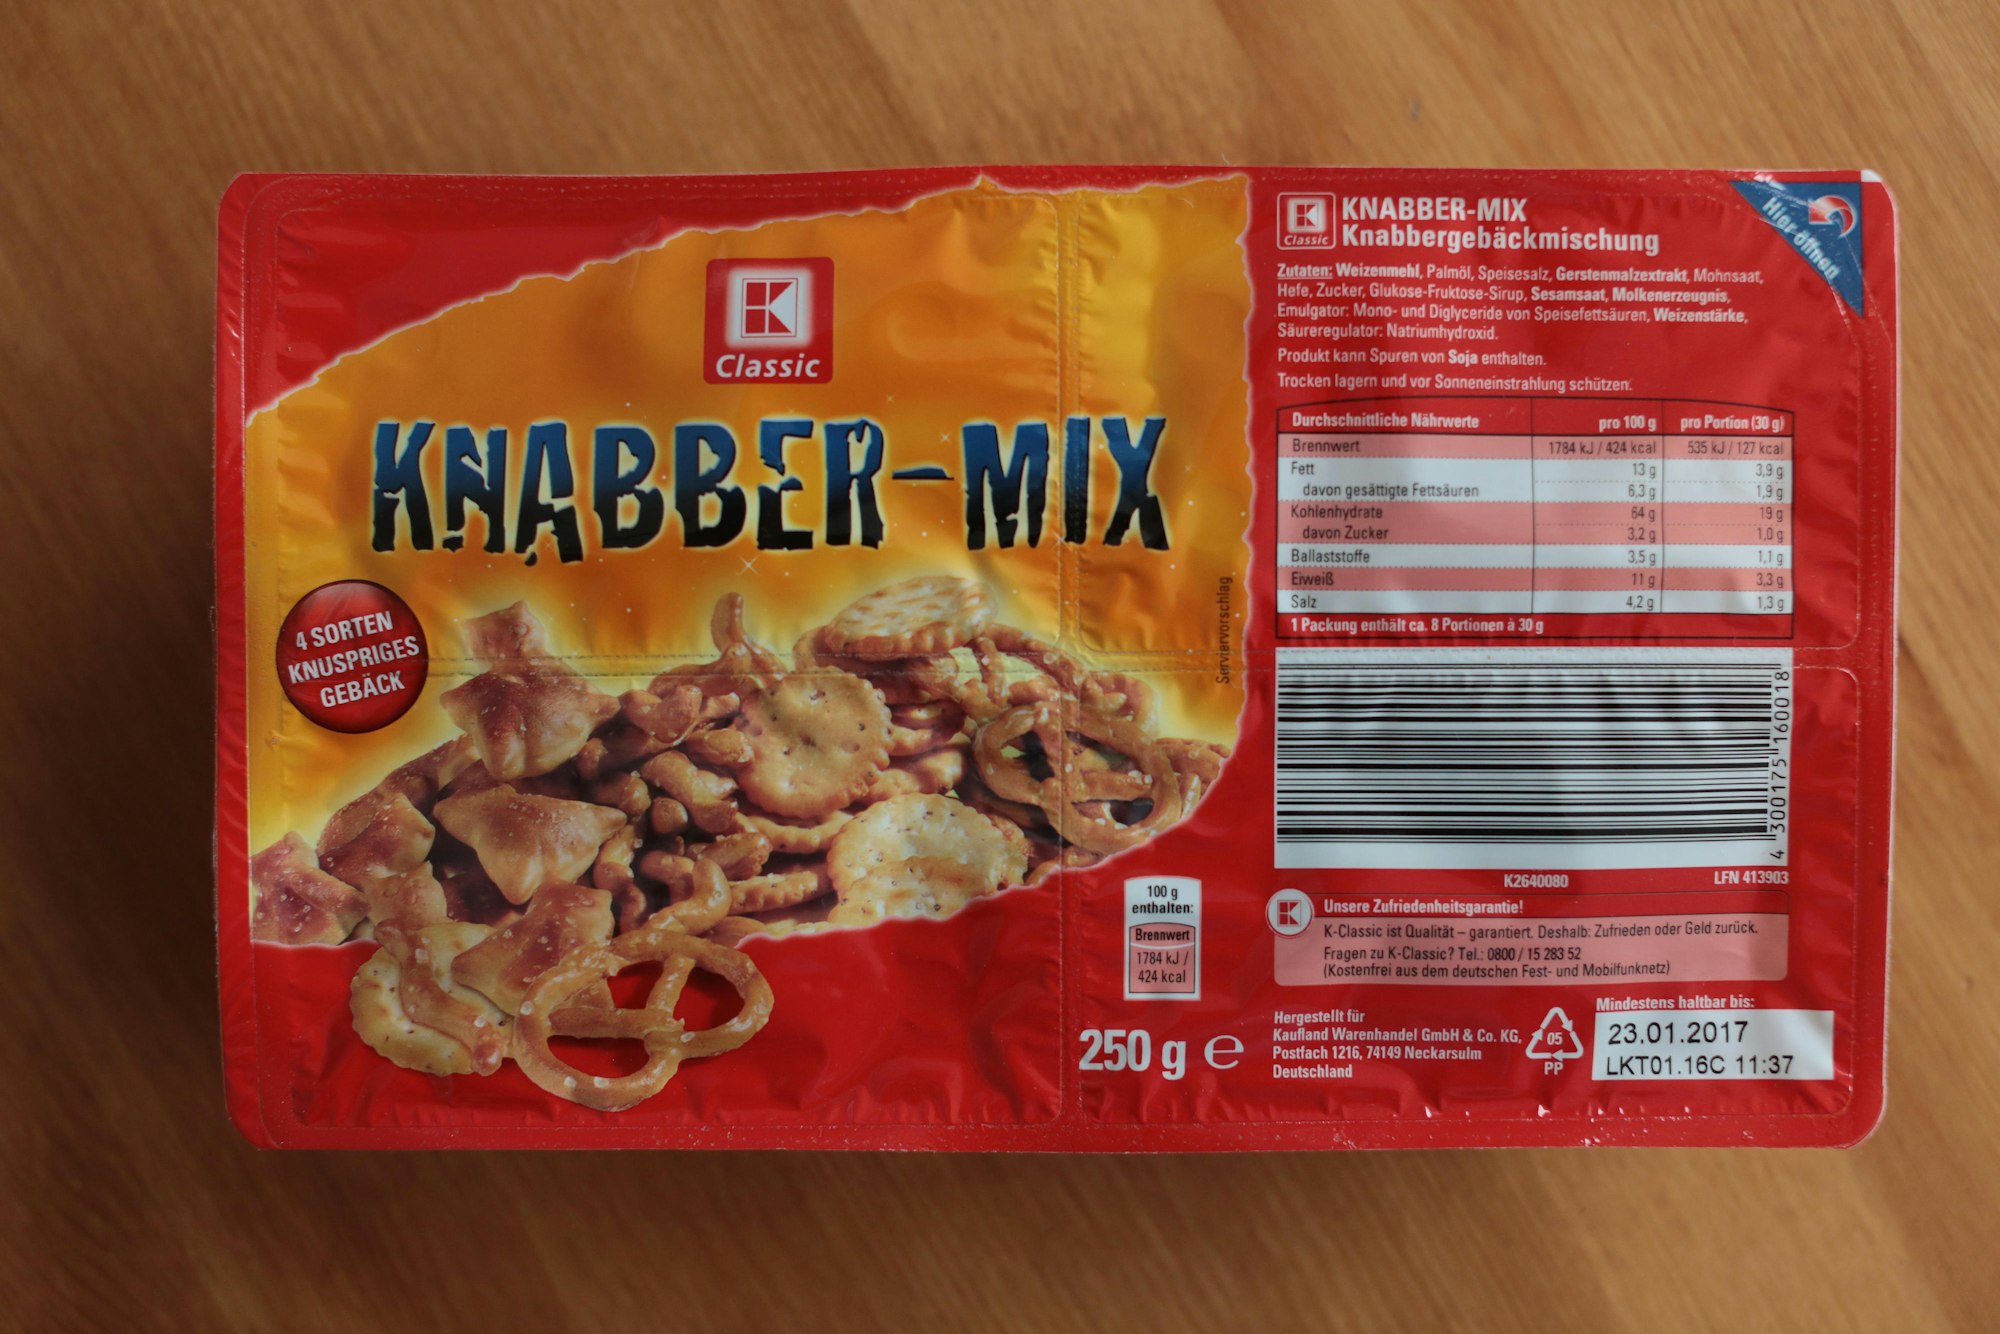 K
Classic
KNABBER-MIX
4 SORTEN
KNUSPRIGES
GEBÄCK
Serviervorschlag
100 g
enthalten:
Brennwert
1784 kJ /
424 kcal
250 g e
K
Classic
KNABBER-MIX
Knabbergebäckmischung
Hier öffnen
Zutaten: Weizenmehl, Palmöl, Speisesalz, Gerstenmalzextrakt, Mohnsaat,
Hefe, Zucker, Glukose-Fruktose-Sirup, Sesamsaat, Molkenerzeugnis,
Emulgator: Mono- und Diglyceride von Speisefettsäuren, Weizenstärke,
Säureregulator: Natriumhydroxid.
Produkt kann Spuren von Soja enthalten.
Trocken lagern und vor Sonneneinstrahlung schützen.
Durchschnittliche Nährwerte pro 100 g pro Portion (30 g)
Brennwert 1784 kJ / 424 kcal 535 kJ / 127 kcal
Fett 13 g 3,9 g
davon gesättigte Fettsäuren 6,3 g 1,9 g
Kohlenhydrate 64 g 19 g
davon Zucker 3,2 g 1,0 g
Ballaststoffe 3,5 g 1,1 g
Eiweiß 11 g 3,3 g
Salz 4,2 g 1,3 g
1 Packung enthält ca. 8 Portionen à 30 g
4 300175 160018
K2640080 LFN 413903
K
Unsere Zufriedenheitsgarantie!
K-Classic ist Qualität – garantiert. Deshalb: Zufrieden oder Geld zurück.
Fragen zu K-Classic? Tel.: 0800 / 15 283 52
(Kostenfrei aus dem deutschen Fest- und Mobilfunknetz)
Hergestellt für
Kaufland Warenhandel GmbH & Co. KG,
Postfach 1216, 74149 Neckarsulm
Deutschland
05
PP
Mindestens haltbar bis:
23.01.2017
LKT01.16C 11:37